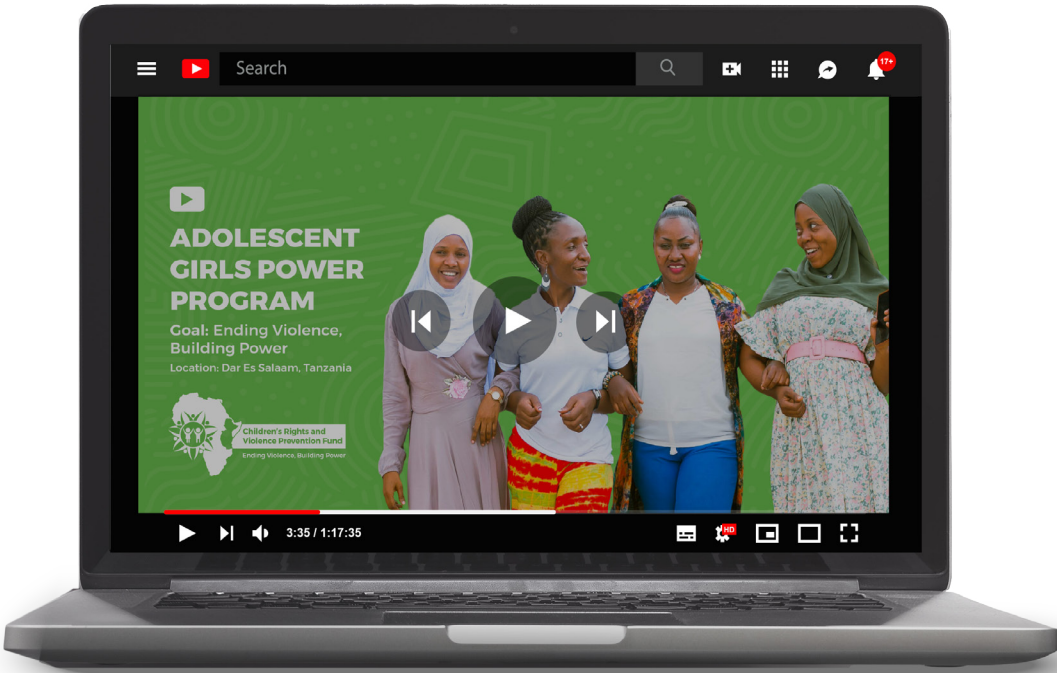 Search
17+
ADOLESCENT
GIRLS POWER
PROGRAM
Goal: Ending Violence,
Building Power
Location: Dar Es Salaam, Tanzania
Children's Rights and
Violence Prevention Fund
Ending Violence, Building Power
3:35 / 1:17:35
HD